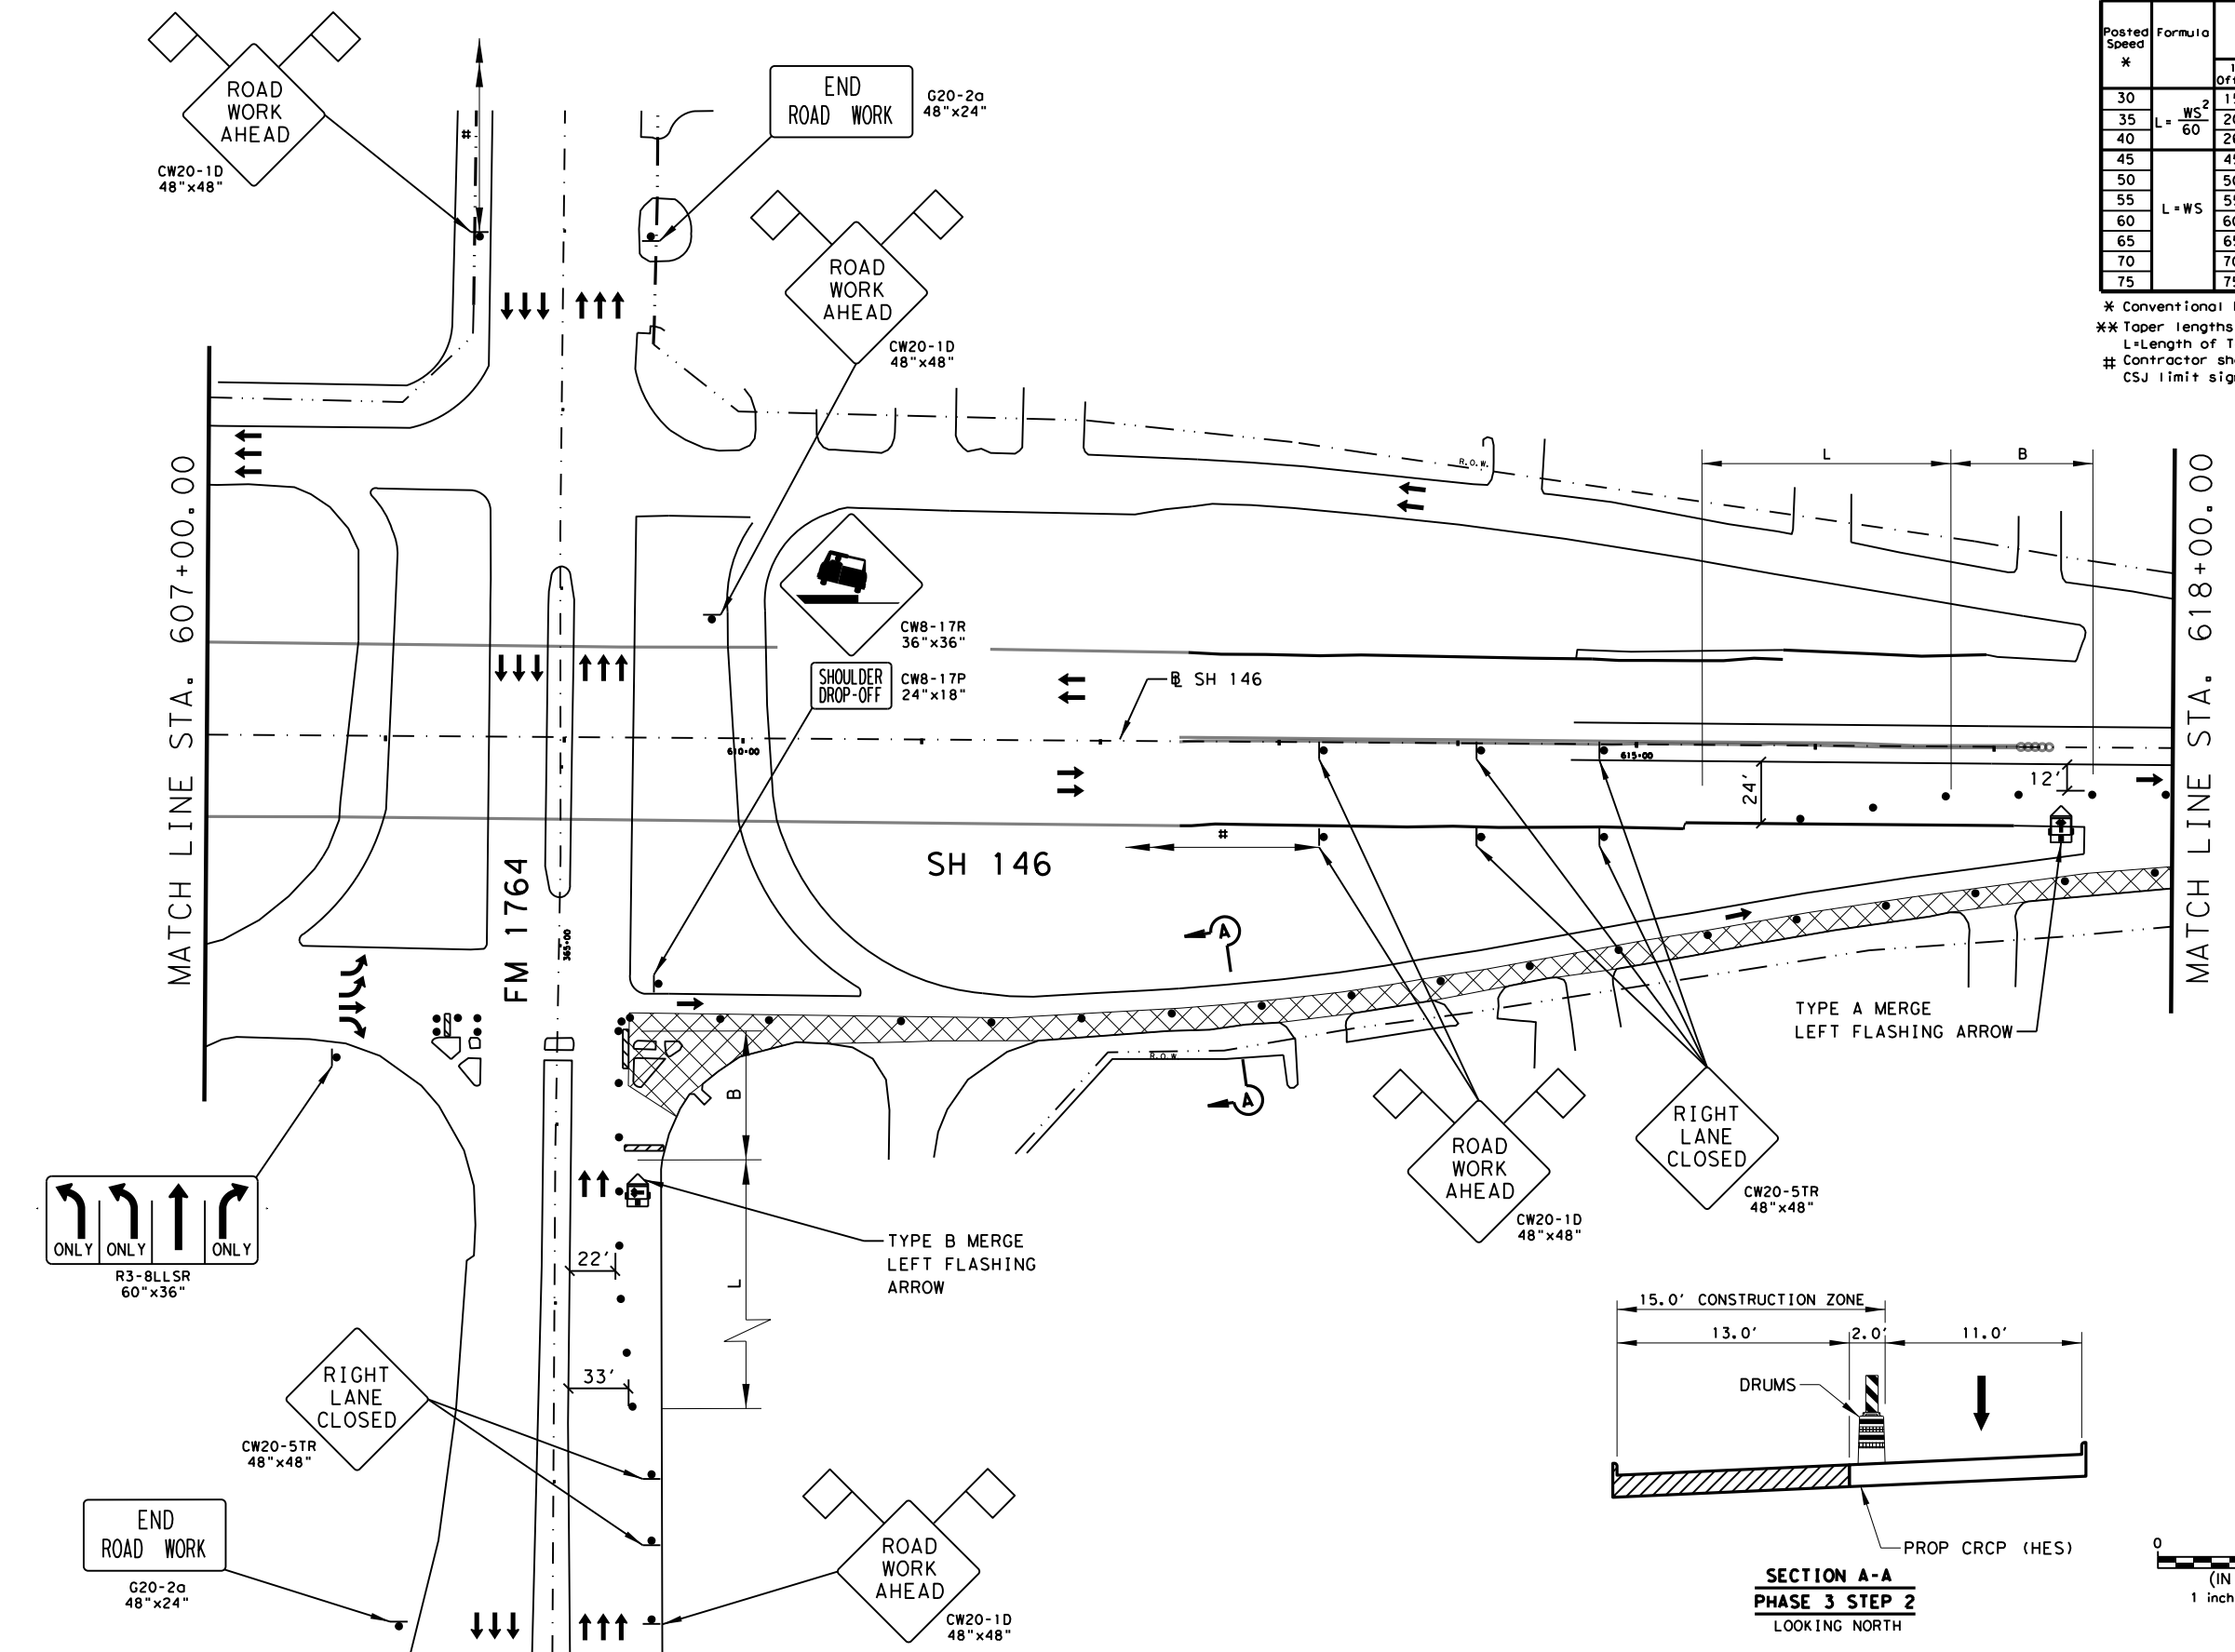 ROAD
WORK
AHEAD
CW20-1D
48"x48"
#
END
ROAD WORK
G20-2a
48"x24"
ROAD
WORK
AHEAD
CW20-1D
48"x48"
Posted
Speed
*
Formula
30
35
40
45
50
55
60
65
70
75
L= WS²
60
L=WS
* Conventional
** Taper lengths
L=Length of
# Contractor
CSJ limit
MATCH LINE STA. 607+00.00
MATCH LINE STA. 618+00.00
R.O.W.
L
B
CW8-17R
36"x36"
SHOULDER
DROP-OFF
CW8-17P
24"x18"
BL SH 146
610+00
615+00
24'
12'
#
SH 146
FM 1764
365+00
A
TYPE A MERGE
LEFT FLASHING ARROW
R.O.W.
A
B
ROAD
WORK
AHEAD
CW20-1D
48"x48"
RIGHT
LANE
CLOSED
CW20-5TR
48"x48"
ONLY ONLY ONLY
R3-8LLSR
60"x36"
TYPE B MERGE
LEFT FLASHING
ARROW
22'
L
33'
RIGHT
LANE
CLOSED
CW20-5TR
48"x48"
END
ROAD WORK
G20-2a
48"x24"
ROAD
WORK
AHEAD
CW20-1D
48"x48"
15.0' CONSTRUCTION ZONE
13.0' 2.0' 11.0'
DRUMS
PROP CRCP (HES)
SECTION A-A
PHASE 3 STEP 2
LOOKING NORTH
0
(IN
1 inch